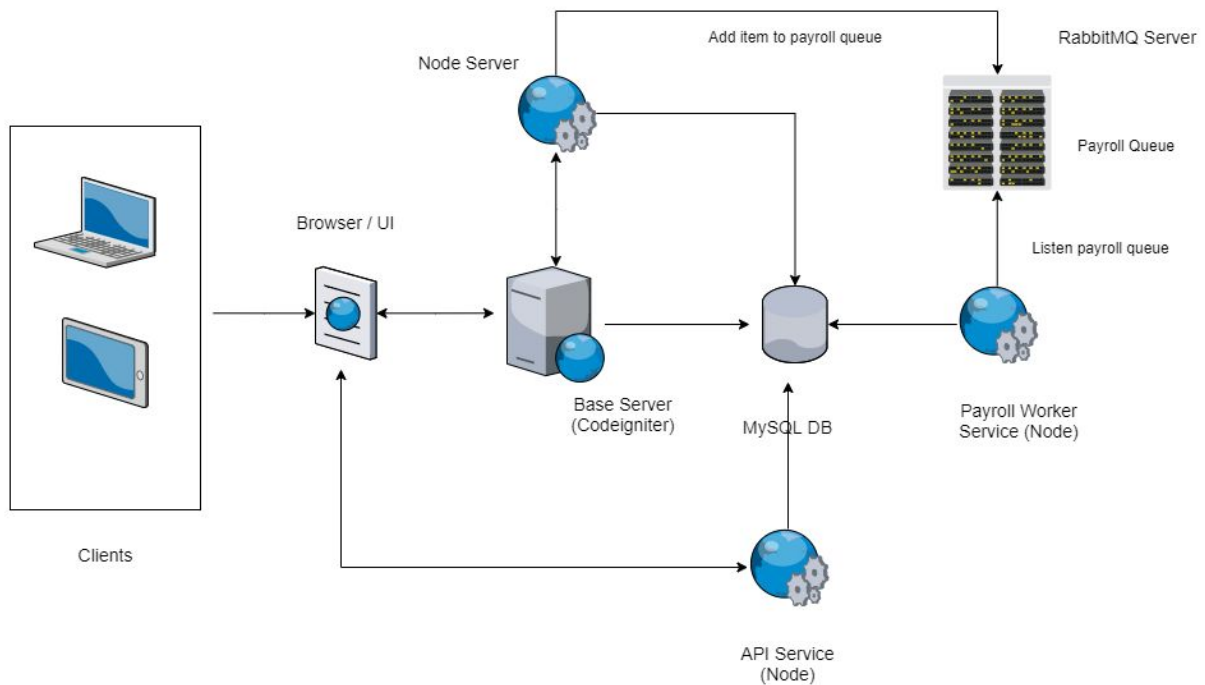 Add item to payroll queue
RabbitMQ Server
Node Server
Payroll Queue
Browser / UI
Listen payroll queue
Base Server
(Codeigniter)
MySQL DB
Payroll Worker
Service (Node)
Clients
API Service
(Node)